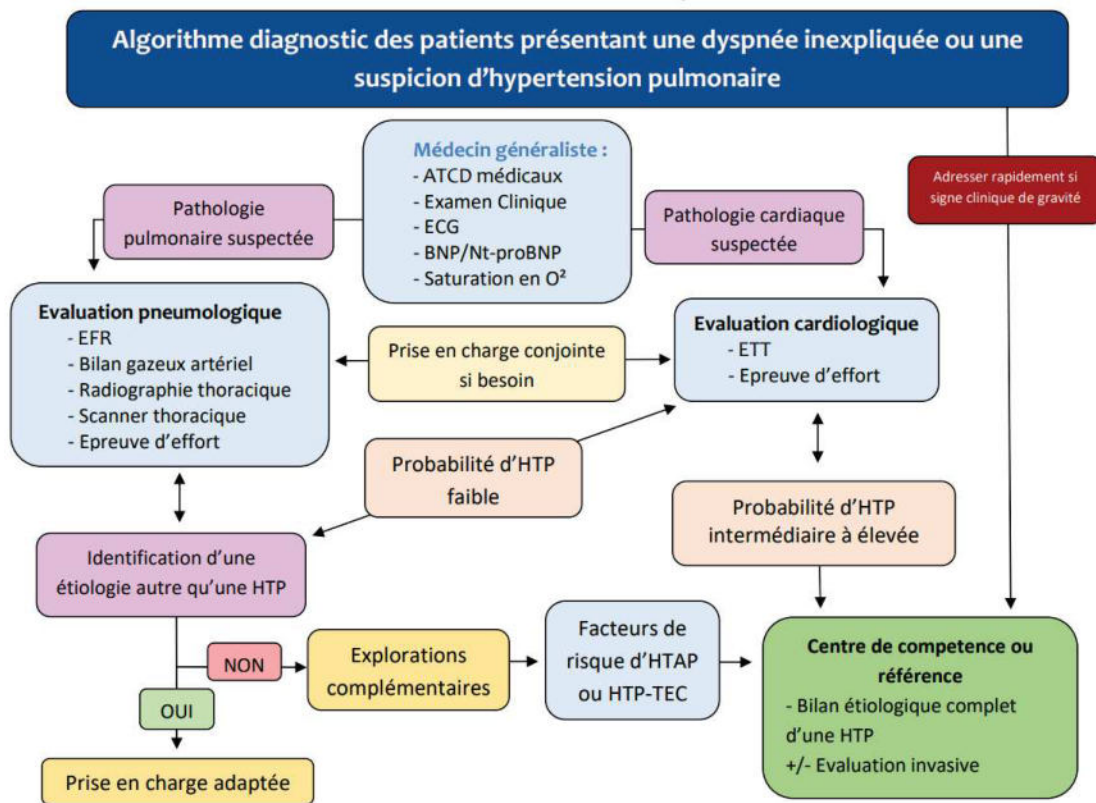 Algorithme diagnostic des patients présentant une dyspnée inexpliquée ou une
suspicion d'hypertension pulmonaire
Médecin généraliste :
- ATCD médicaux
- Examen Clinique
- ECG
- BNP/Nt-proBNP
- Saturation en O²
Adresser rapidement si
signe clinique de gravité
Pathologie
pulmonaire suspectée
Pathologie cardiaque
suspectée
Evaluation pneumologique
- EFR
- Bilan gazeux artériel
- Radiographie thoracique
- Scanner thoracique
- Epreuve d'effort
Prise en charge conjointe
si besoin
Evaluation cardiologique
- ETT
- Epreuve d'effort
Probabilité d'HTP
faible
Probabilité d'HTP
intermédiaire à élevée
Identification d'une
étiologie autre qu'une HTP
NON
Explorations
complémentaires
Facteurs de
risque d'HTAP
ou HTP-TEC
Centre de competence ou
référence
- Bilan étiologique complet
d'une HTP
+/- Evaluation invasive
OUI
Prise en charge adaptée